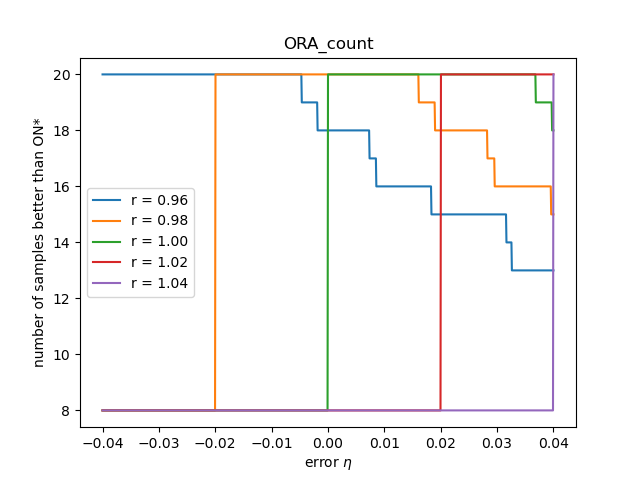 ORA_count
number of samples better than ON*
20
18
16
14
12
10
8
r = 0.96
r = 0.98
r = 1.00
r = 1.02
r = 1.04
−0.04 −0.03 −0.02 −0.01 0.00 0.01 0.02 0.03 0.04
error η